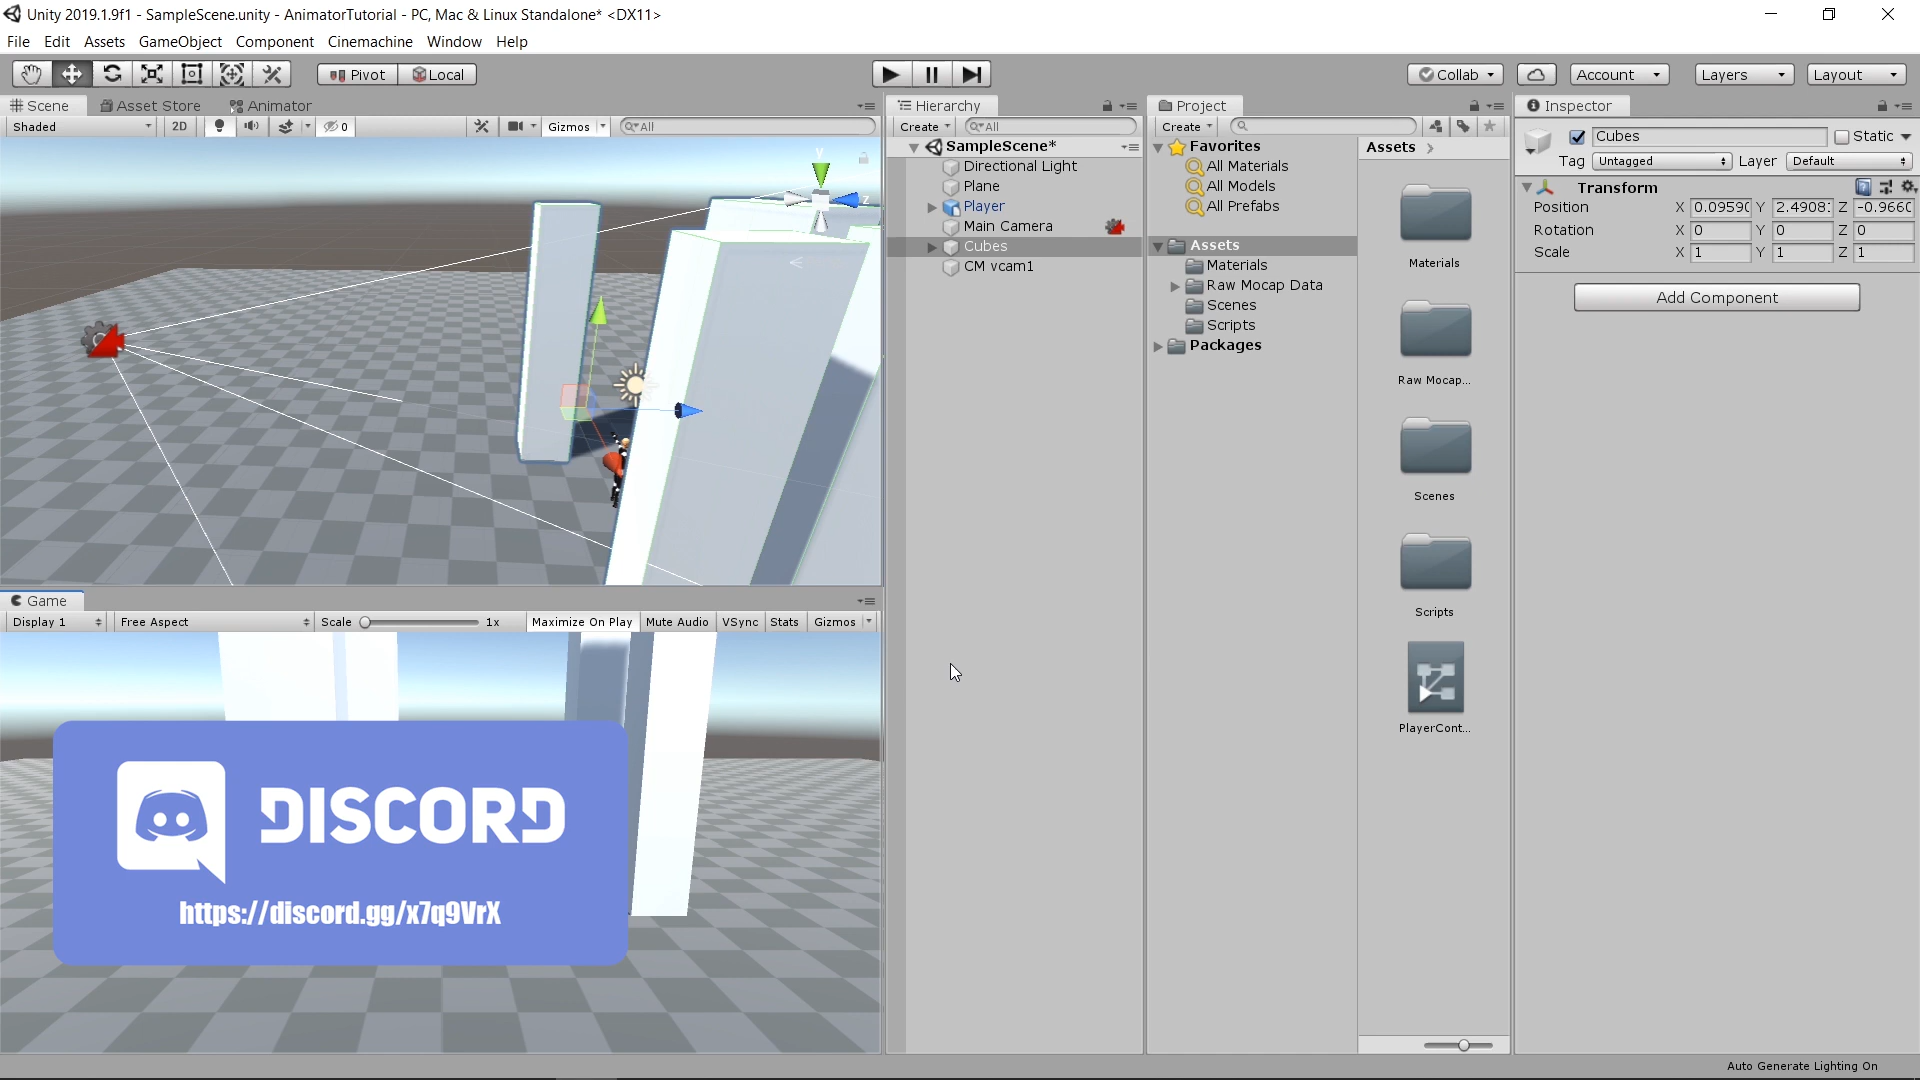 Unity 2019.1.9f1 - SampleScene.unity - AnimatorTutorial - PC, Mac & Linux Standalone* <DX11>
File Edit Assets GameObject Component Cinemachine Window Help
Pivot Local Collab Account Layers Layout
Scene Asset Store Animator
Shaded 2D 0 Gizmos All
y
z
Game
Display 1 Free Aspect Scale 1x Maximize On Play Mute Audio VSync Stats Gizmos
DISCORD
https://discord.gg/x7q9VrX
Hierarchy
Create All
SampleScene*
Directional Light
Plane
Player
Main Camera
Cubes
CM vcam1
Project
Create
Favorites
All Materials
All Models
All Prefabs
Assets
Materials
Raw Mocap Data
Scenes
Scripts
Packages
Assets
Materials
Raw Mocap...
Scenes
Scripts
PlayerCont...
Inspector
Cubes Static
Tag Untagged Layer Default
Transform
Position X 0.0959 Y 2.4908 Z -0.966
Rotation X 0 Y 0 Z 0
Scale X 1 Y 1 Z 1
Add Component
Auto Generate Lighting On